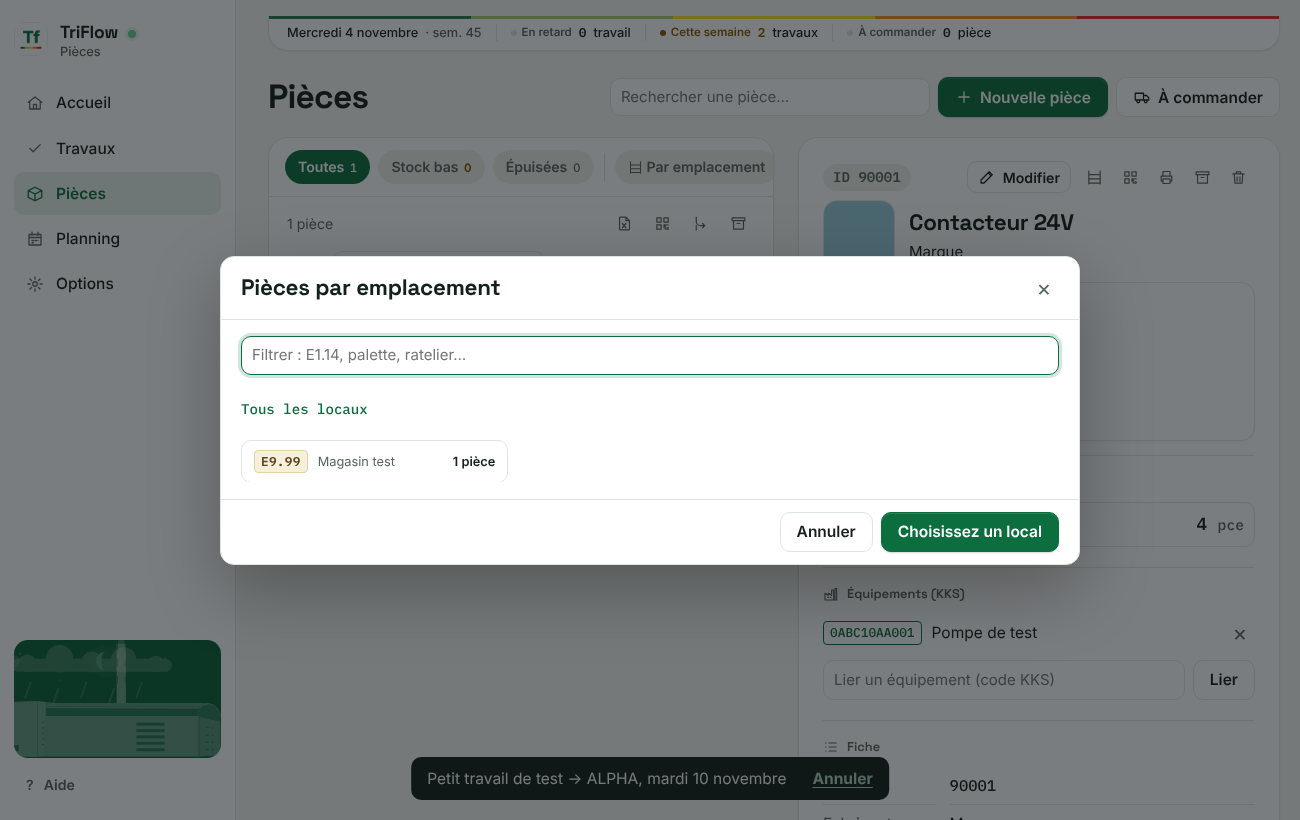 Tf TriFlow
Pièces
Accueil
Travaux
Pièces
Planning
Options
? Aide
Mercredi 4 novembre · sem. 45 En retard 0 travail Cette semaine 2 travaux À commander 0 pièce
Pièces
Rechercher une pièce...
+ Nouvelle pièce
À commander
Toutes 1 Stock bas 0 Épuisées 0 Par emplacement
1 pièce
ID 90001 Modifier
Contacteur 24V
Marque
Pièces par emplacement
Filtrer : E1.14, palette, ratelier...
Tous les locaux
E9.99 Magasin test 1 pièce
Annuler Choisissez un local
4 pce
Équipements (KKS)
0ABC10AA001 Pompe de test
Lier un équipement (code KKS) Lier
Fiche
90001
Petit travail de test → ALPHA, mardi 10 novembre Annuler